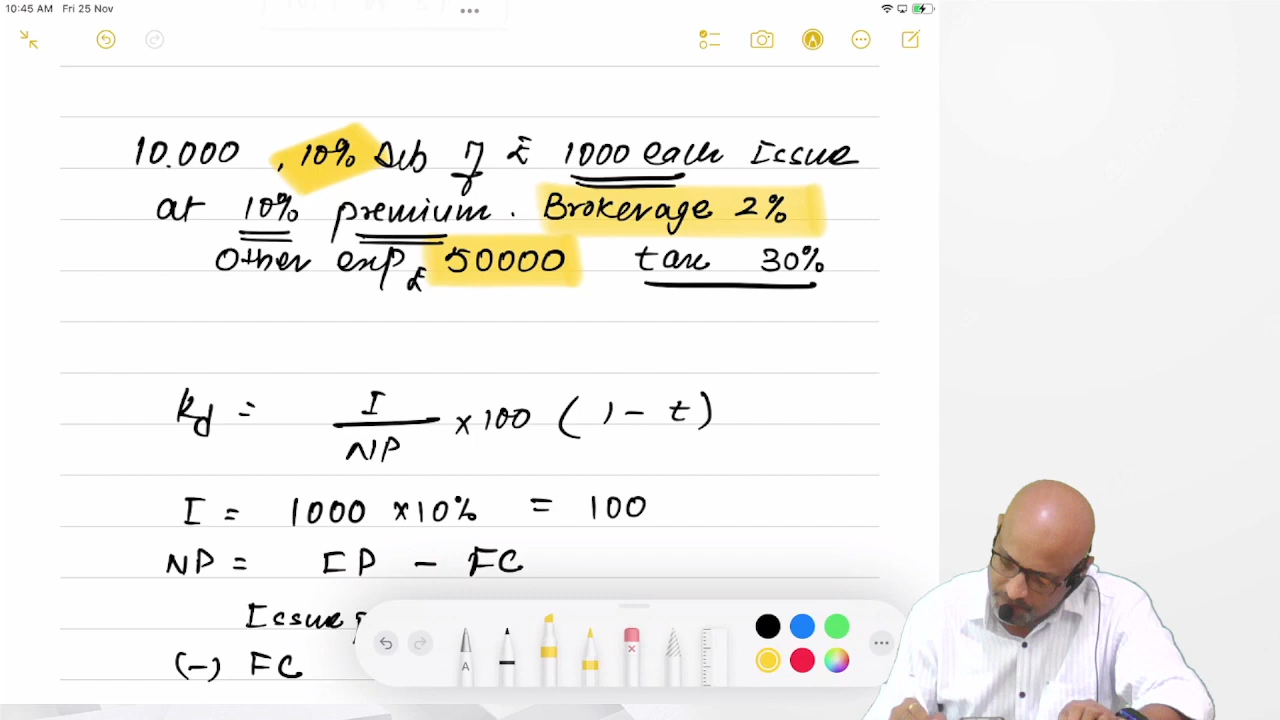 10:45 AM Fri 25 Nov
10.000 , 10% Deb of ₤ 1000 each Issue
at 10% premium. Brokerage 2%
Other exp ₤ 50000 tax 30%
Kd = I / NP × 100 (1 - t)
I = 1000 ×10% = 100
NP = IP - FC
Issue
(-) FC
A